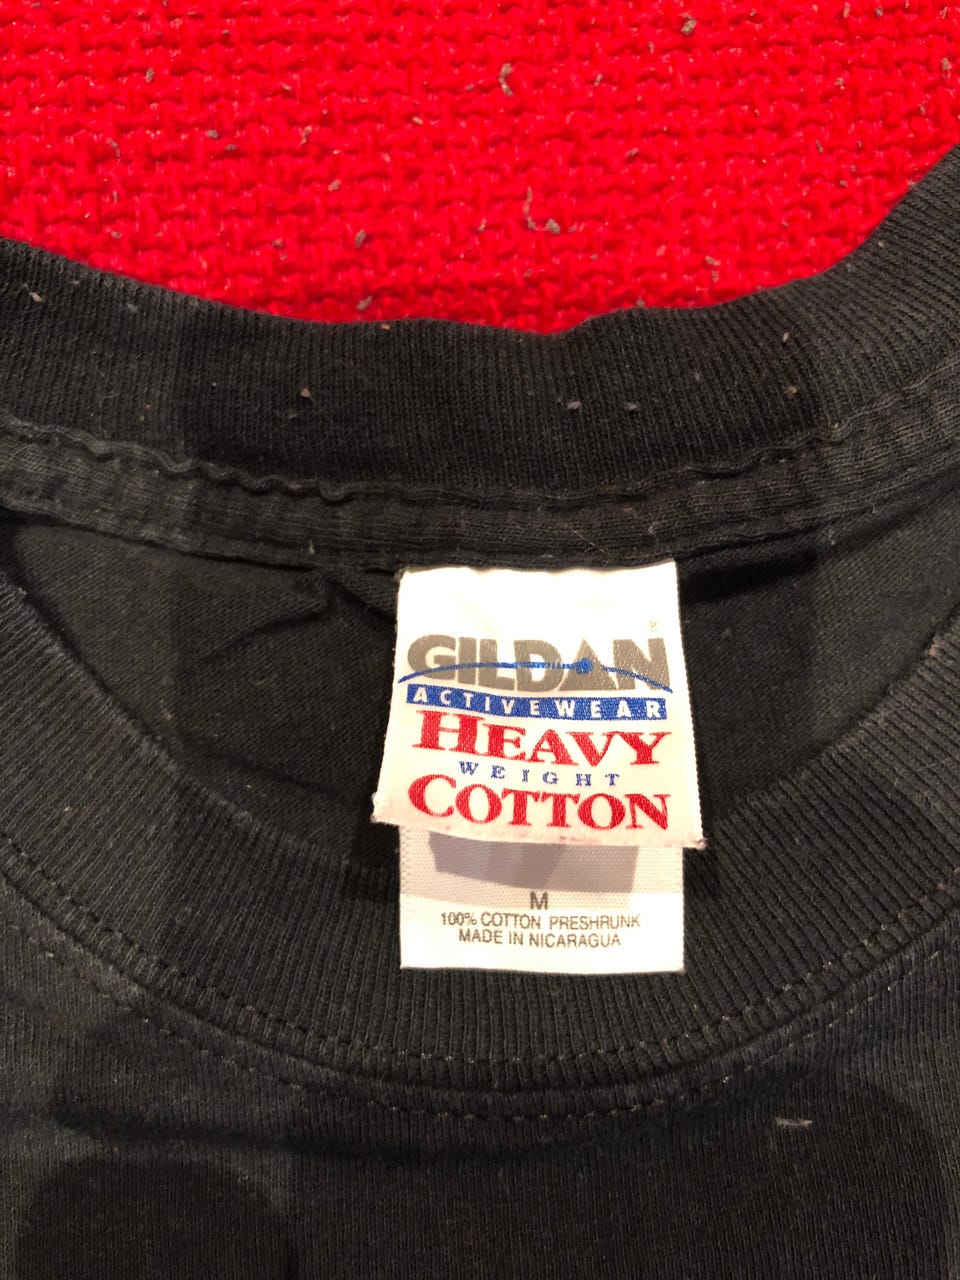 GILDAN
ACTIVEWEAR
HEAVY
WEIGHT
COTTON
M
100% COTTON PRESHRUNK
MADE IN NICARAGUA